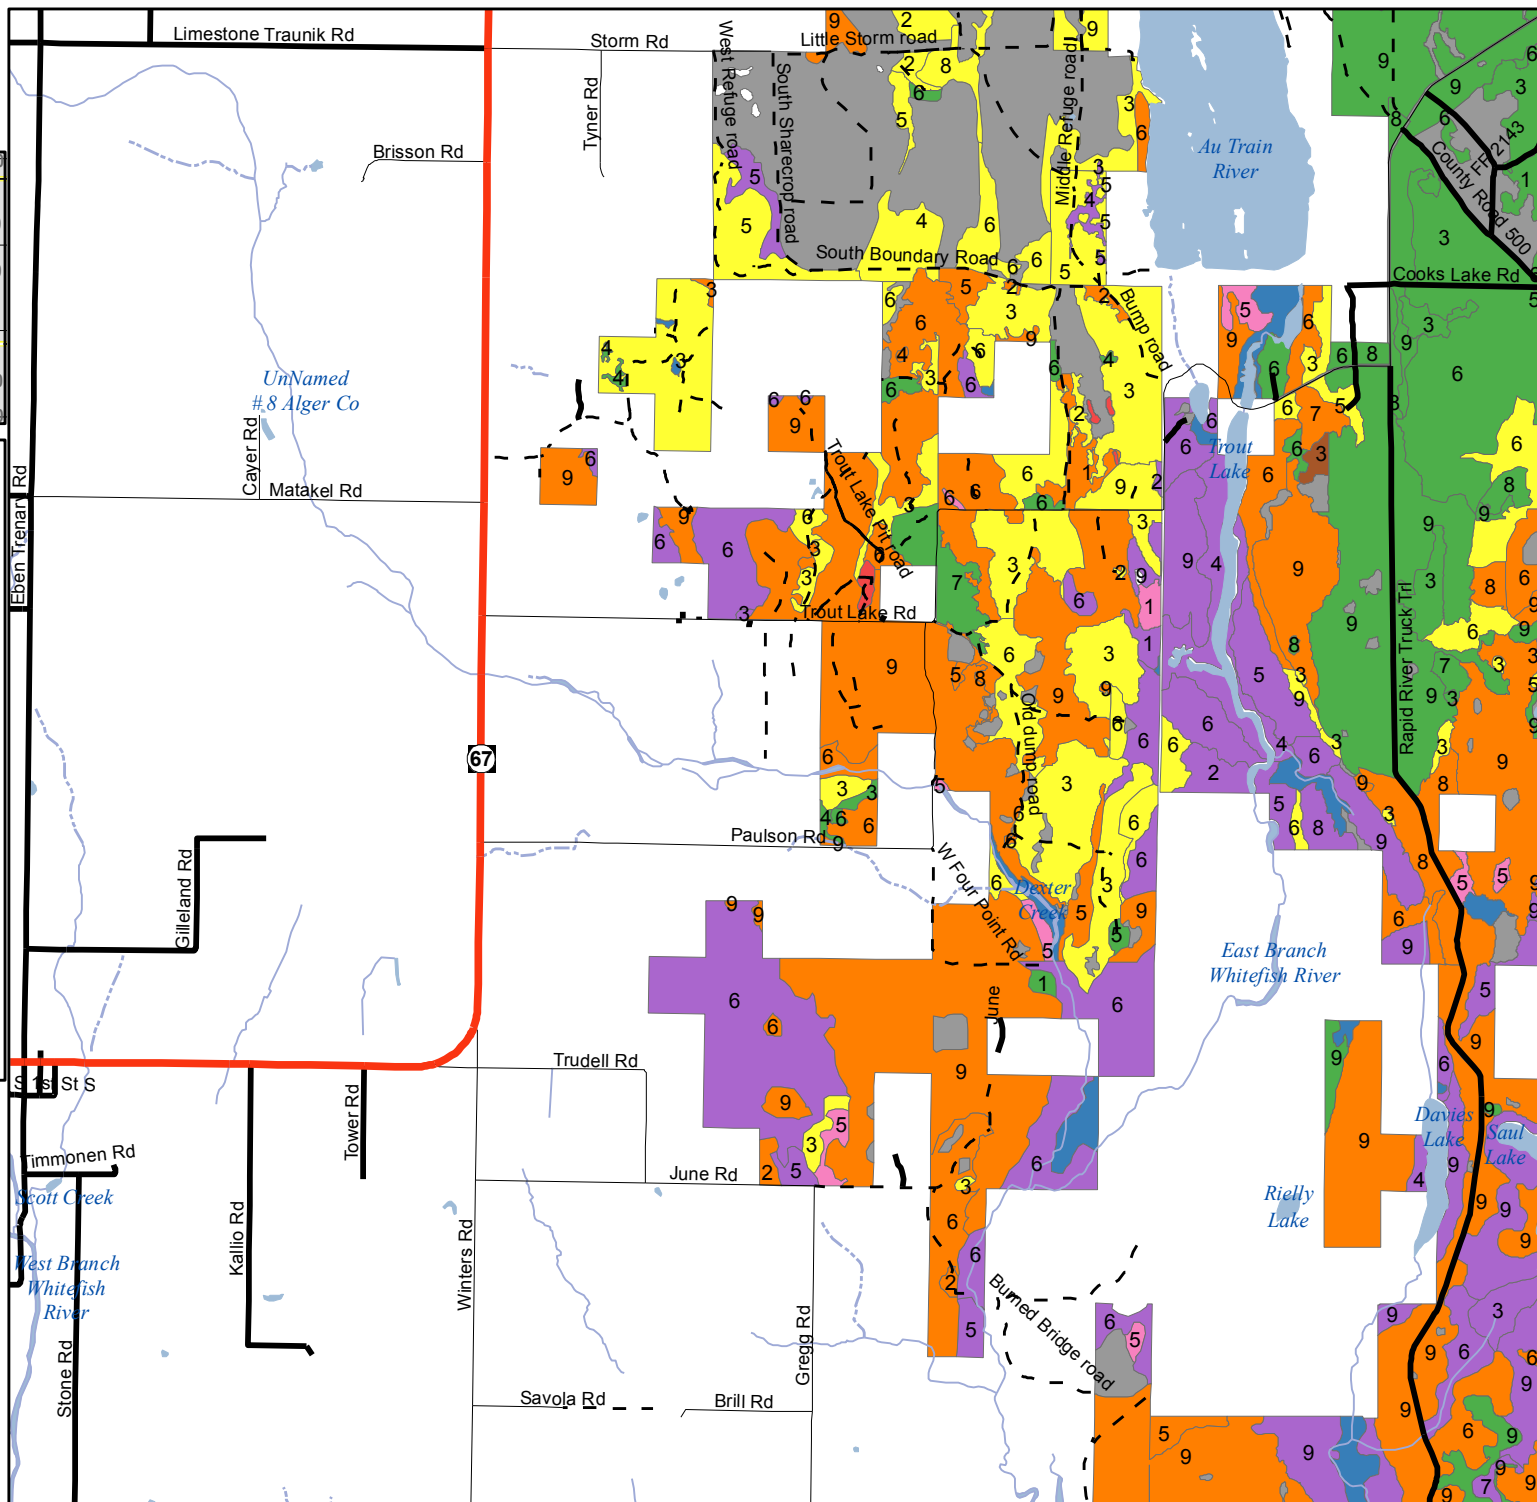 Limestone Traunik Rd
Storm Rd
Little Storm road
West Refuge road
South Sharecrop road
Middle Refuge road
Tyner Rd
Brisson Rd
Au Train
River
FF 2143
County Road 500
Cooks Lake Rd
South Boundary Road
Bump road
UnNamed
# 8 Alger Co
Cayer Rd
Matakel Rd
Eben Trenary Rd
Trout Lake Pit road
Trout
Lake
Trout Lake Rd
Rapid River Truck Trl
Old dump road
67
Paulson Rd
Gilleland Rd
W Four Point Rd
Dexter
Creek
East Branch
Whitefish River
June
Trudell Rd
S 1st St S
Tower Rd
Timmonen Rd
June Rd
Scott Creek
Kallio Rd
Winters Rd
West Branch
Whitefish
River
Stone Rd
Gregg Rd
Burned Bridge road
Savola Rd
Brill Rd
Davies
Lake
Saul
Lake
Rielly
Lake